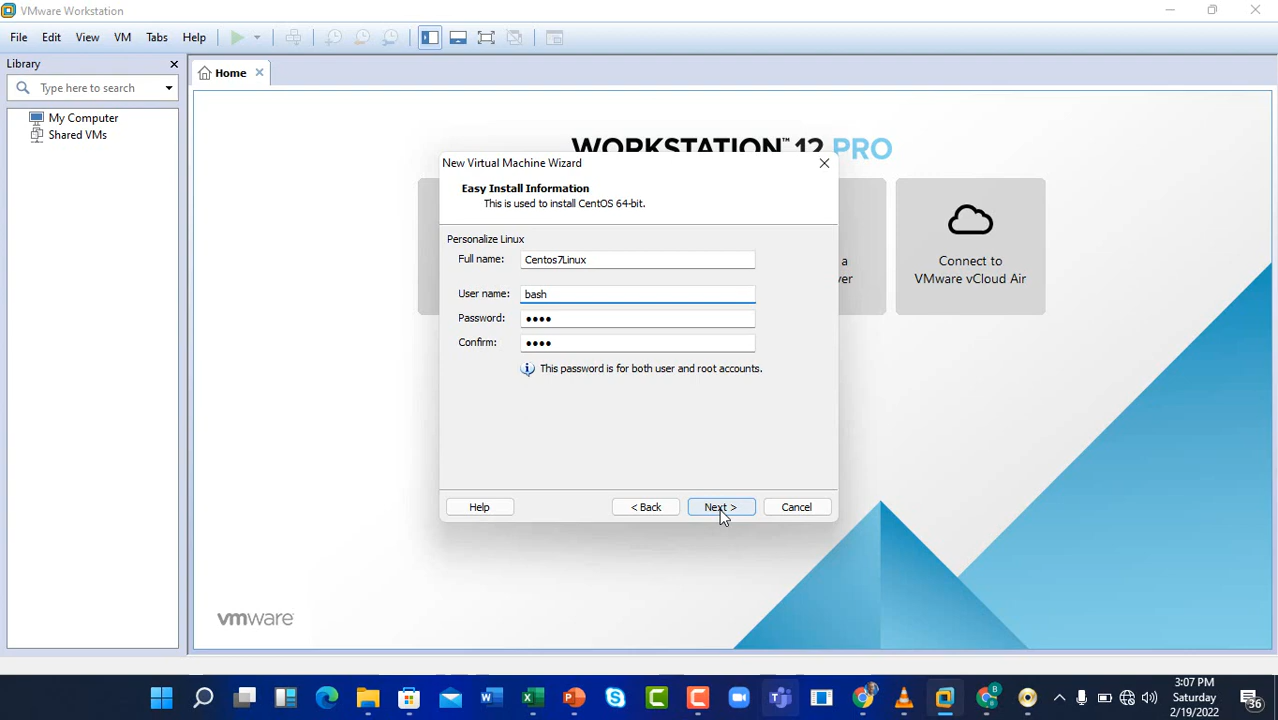 VMware Workstation
File Edit View VM Tabs Help
Library
Type here to search
My Computer
Shared VMs
Home
WORKSTATION™ 12 PRO
a
ver
Connect to
VMware vCloud Air
New Virtual Machine Wizard
Easy Install Information
This is used to install CentOS 64-bit.
Personalize Linux
Full name: Centos7Linux
User name: bash
Password: ••••
Confirm: ••••
This password is for both user and root accounts.
Help < Back Next > Cancel
vmware
3:07 PM
Saturday
2/19/2022
36